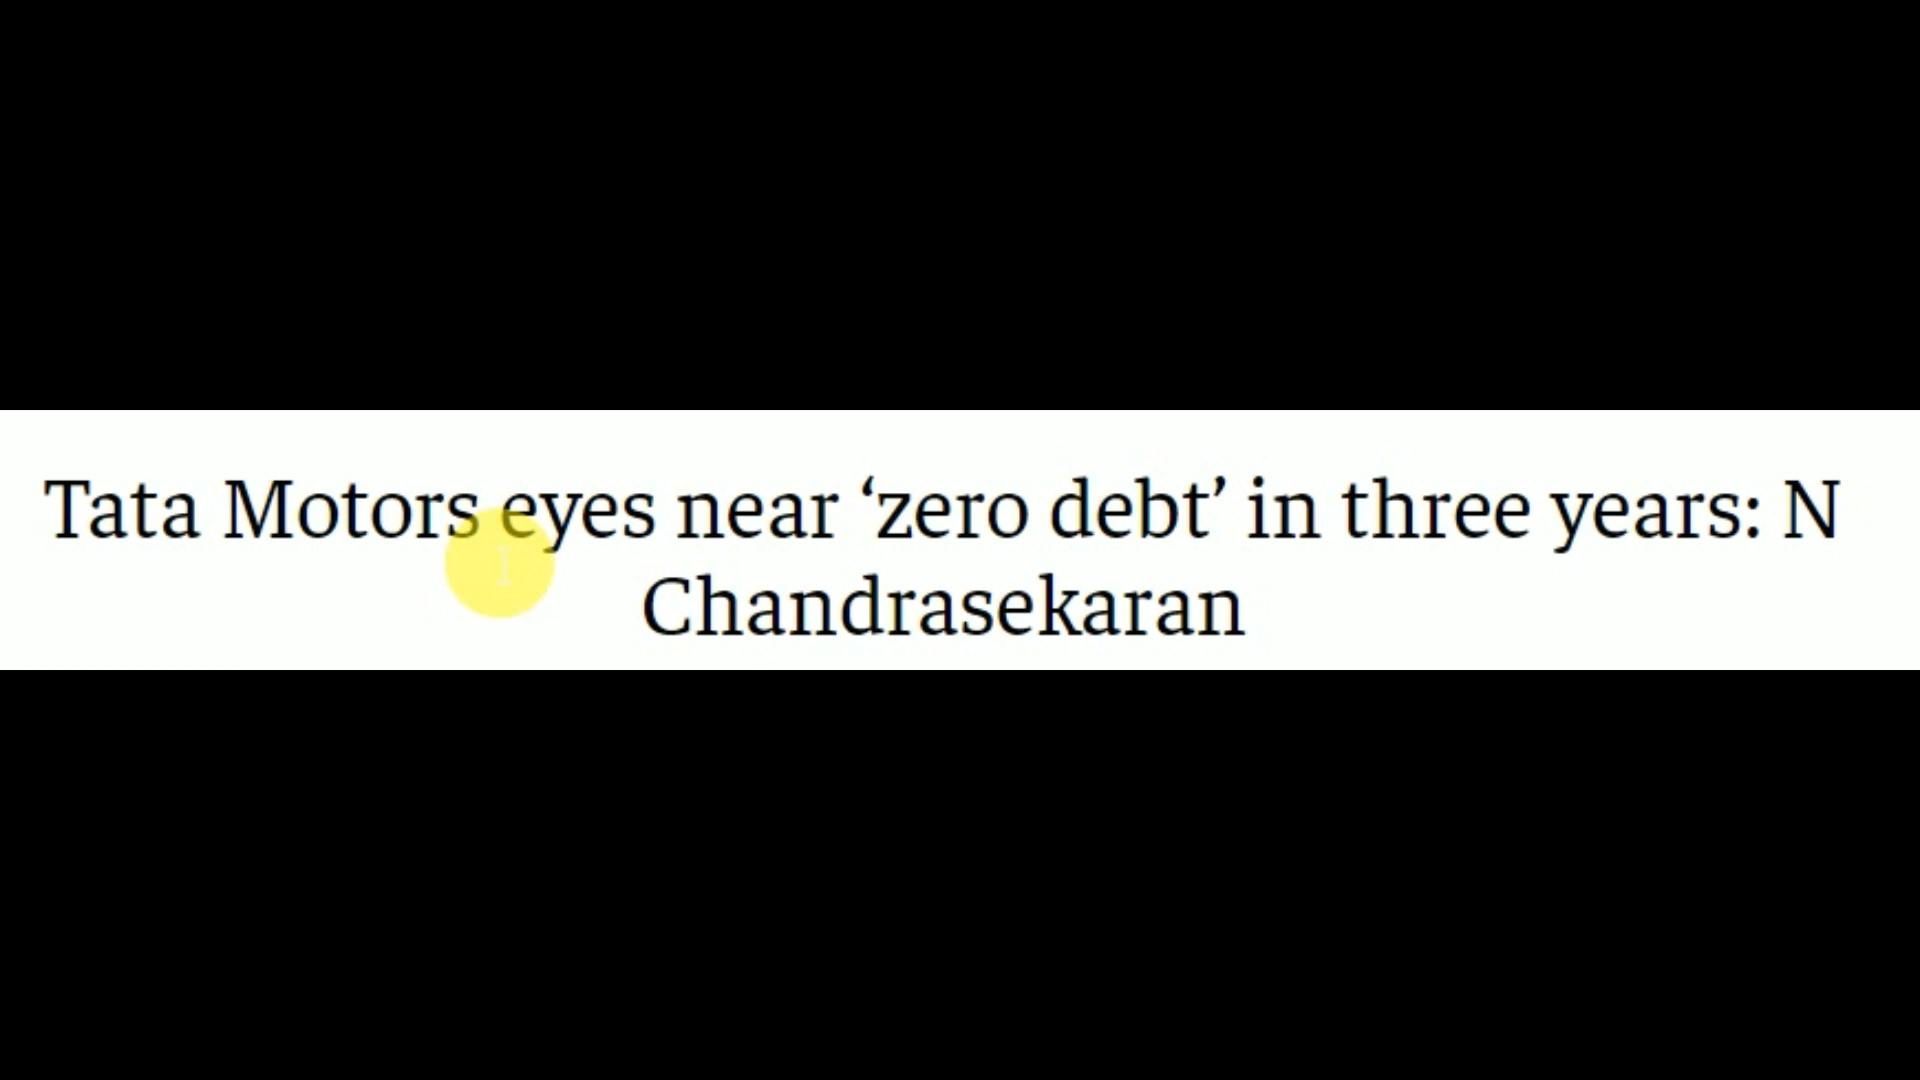 Tata Motors eyes near ‘zero debt’ in three years: N
Chandrasekaran